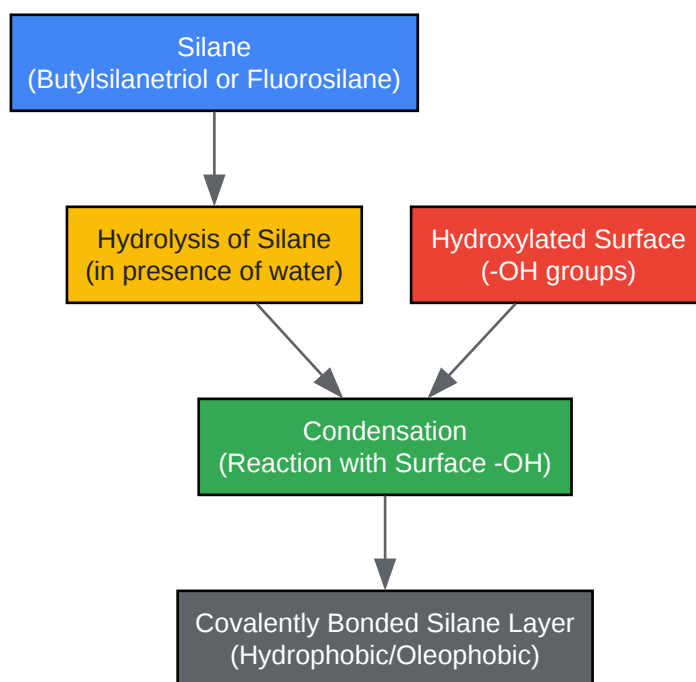 Silane
(Butylsilanetriol or Fluorosilane)
Hydrolysis of Silane
(in presence of water)
Hydroxylated Surface
(-OH groups)
Condensation
(Reaction with Surface -OH)
Covalently Bonded Silane Layer
(Hydrophobic/Oleophobic)